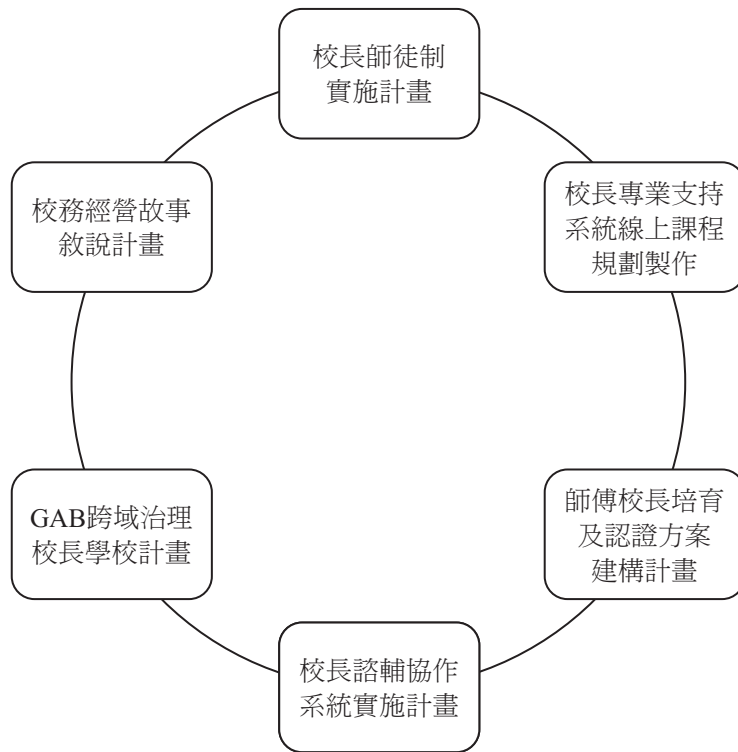 校長師徒制
實施計畫
校長專業支持
系統線上課程
規劃製作
師傅校長培育
及認證方案
建構計畫
校長諮輔協作
系統實施計畫
GAB跨域治理
校長學校計畫
校務經營故事
敘說計畫